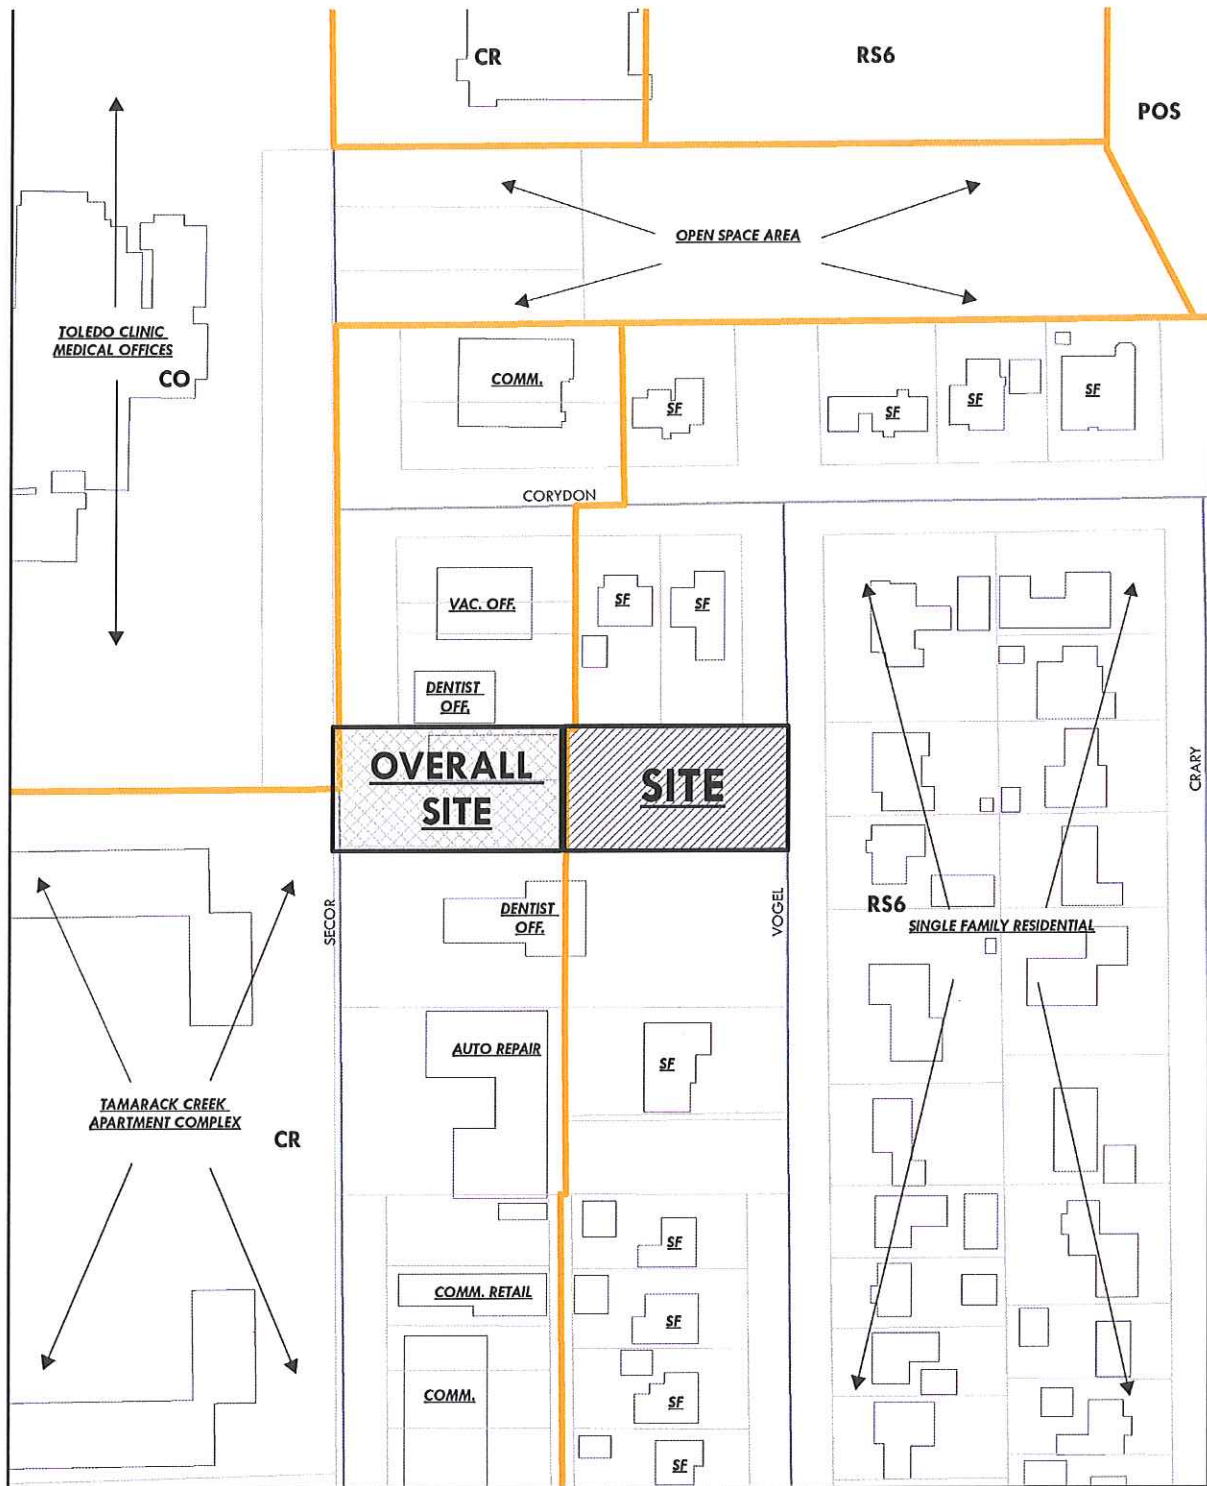 CR
RS6
POS
OPEN SPACE AREA
TOLEDO CLINIC
MEDICAL OFFICES
CO
COMM.
SF
SF
SF
SF
CORYDON
VAC. OFF.
SF
SF
DENTIST
OFF.
OVERALL
SITE
SITE
CRARY
SECOR
DENTIST
OFF.
VOGEL
RS6
SINGLE FAMILY RESIDENTIAL
AUTO REPAIR
SF
TAMARACK CREEK
APARTMENT COMPLEX
CR
SF
COMM. RETAIL
SF
COMM.
SF
SF